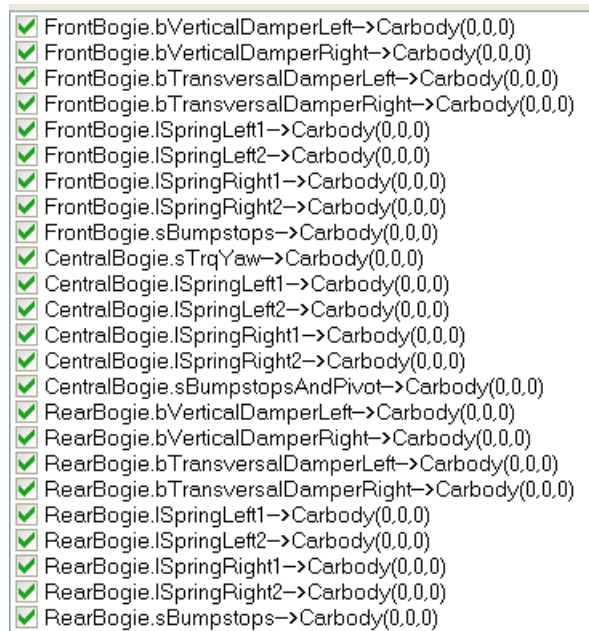 FrontBogie.bVerticalDamperLeft->Carbody(0,0,0)
FrontBogie.bVerticalDamperRight->Carbody(0,0,0)
FrontBogie.bTransversalDamperLeft->Carbody(0,0,0)
FrontBogie.bTransversalDamperRight->Carbody(0,0,0)
FrontBogie.lSpringLeft1->Carbody(0,0,0)
FrontBogie.lSpringLeft2->Carbody(0,0,0)
FrontBogie.lSpringRight1->Carbody(0,0,0)
FrontBogie.lSpringRight2->Carbody(0,0,0)
FrontBogie.sBumpstops->Carbody(0,0,0)
CentralBogie.sTrqYaw->Carbody(0,0,0)
CentralBogie.lSpringLeft1->Carbody(0,0,0)
CentralBogie.lSpringLeft2->Carbody(0,0,0)
CentralBogie.lSpringRight1->Carbody(0,0,0)
CentralBogie.lSpringRight2->Carbody(0,0,0)
CentralBogie.sBumpstopsAndPivot->Carbody(0,0,0)
RearBogie.bVerticalDamperLeft->Carbody(0,0,0)
RearBogie.bVerticalDamperRight->Carbody(0,0,0)
RearBogie.bTransversalDamperLeft->Carbody(0,0,0)
RearBogie.bTransversalDamperRight->Carbody(0,0,0)
RearBogie.lSpringLeft1->Carbody(0,0,0)
RearBogie.lSpringLeft2->Carbody(0,0,0)
RearBogie.lSpringRight1->Carbody(0,0,0)
RearBogie.lSpringRight2->Carbody(0,0,0)
RearBogie.sBumpstops->Carbody(0,0,0)